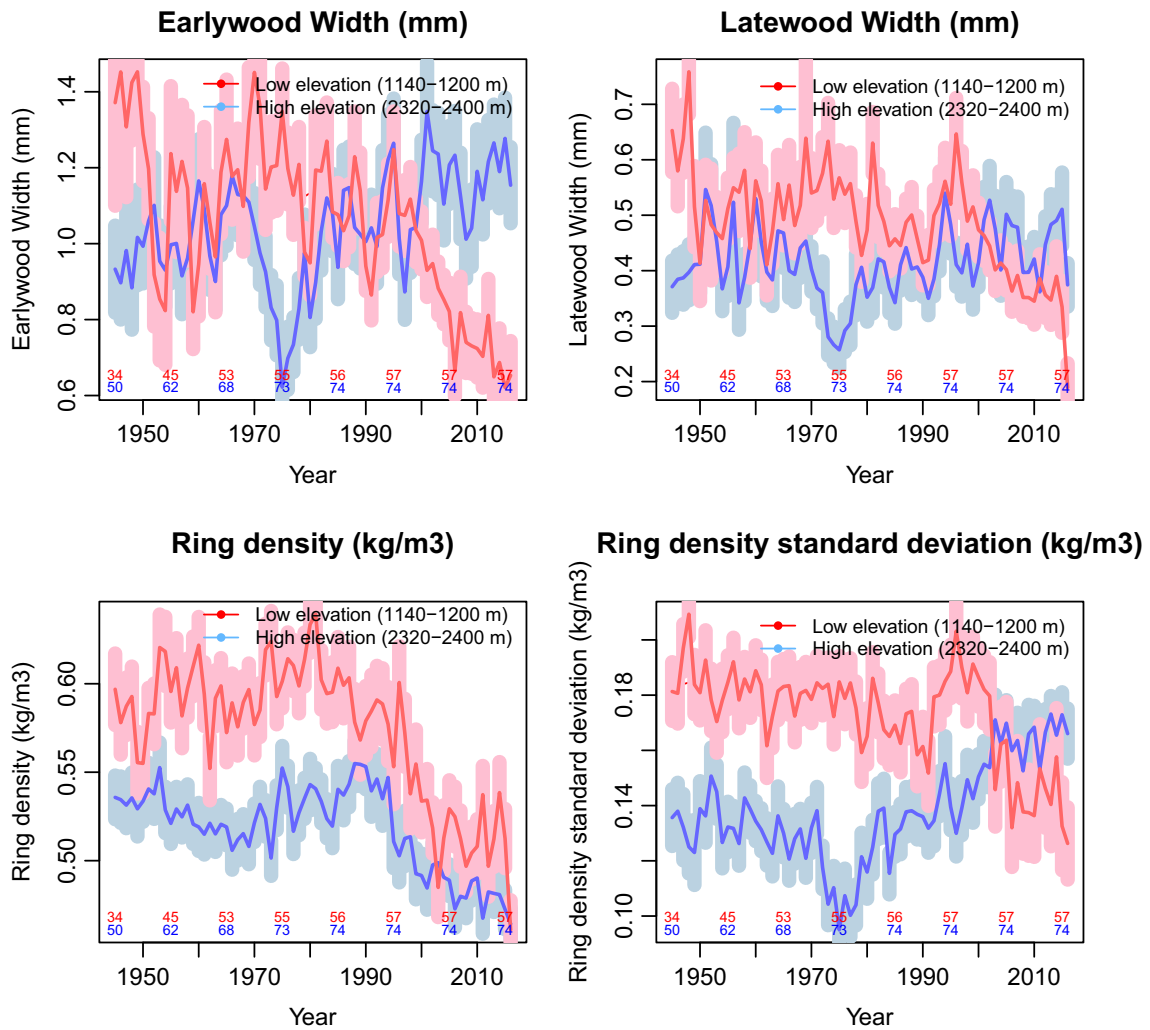 Earlywood Width (mm)
Earlywood Width (mm)
1.4
1.2
1.0
0.8
0.6
Low elevation (1140−1200 m)
High elevation (2320−2400 m)
34 45 53 55 56 57 57 57
50 62 68 73 74 74 74 74
1950 1970 1990 2010
Year
Latewood Width (mm)
Latewood Width (mm)
0.7
0.6
0.5
0.4
0.3
0.2
Low elevation (1140−1200 m)
High elevation (2320−2400 m)
34 45 53 55 56 57 57 57
50 62 68 73 74 74 74 74
1950 1970 1990 2010
Year
Ring density (kg/m3)
Ring density (kg/m3)
0.60
0.55
0.50
Low elevation (1140−1200 m)
High elevation (2320−2400 m)
34 45 53 55 56 57 57 57
50 62 68 73 74 74 74 74
1950 1970 1990 2010
Year
Ring density standard deviation (kg/m3)
Ring density standard deviation (kg/m3)
0.18
0.14
0.10
Low elevation (1140−1200 m)
High elevation (2320−2400 m)
34 45 53 55 56 57 57 57
50 62 68 73 74 74 74 74
1950 1970 1990 2010
Year